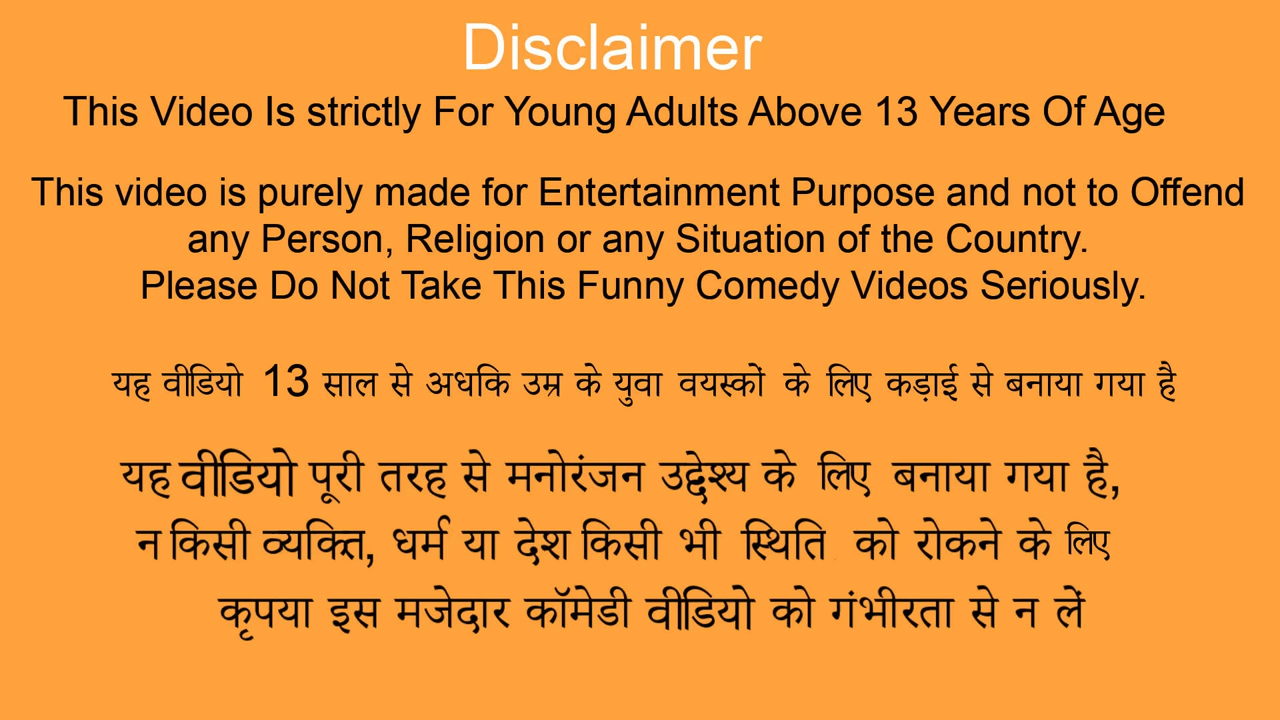 Disclaimer
This Video Is strictly For Young Adults Above 13 Years Of Age
This video is purely made for Entertainment Purpose and not to Offend
any Person, Religion or any Situation of the Country.
Please Do Not Take This Funny Comedy Videos Seriously.
यह वीडियो 13 साल से अधकि उम्र के युवा वयस्कों के लिए कड़ाई से बनाया गया है
यह वीडियो पूरी तरह से मनोरंजन उद्देश्य के लिए बनाया गया है,
न किसी व्यक्ति, धर्म या देश किसी भी स्थिति को रोकने के लिए
कृपया इस मजेदार कॉमेडी वीडियो को गंभीरता से न लें